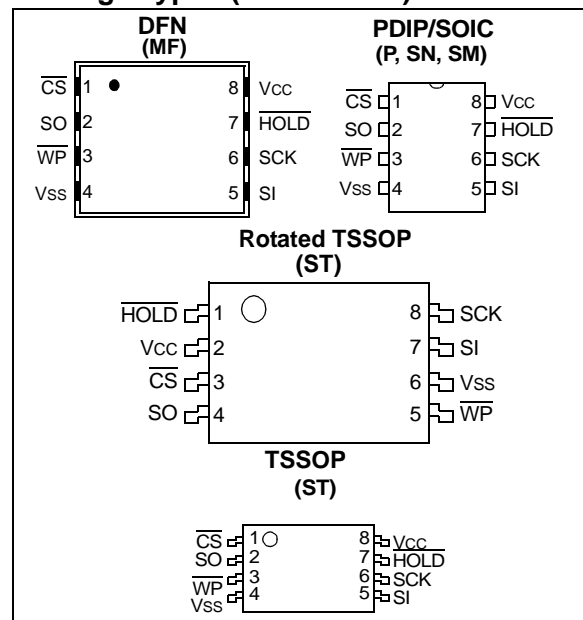 DFN
(MF)
CS 1 8 Vcc
SO 2 7 HOLD
WP 3 6 SCK
Vss 4 5 SI
PDIP/SOIC
(P, SN, SM)
CS 1 8 Vcc
SO 2 7 HOLD
WP 3 6 SCK
Vss 4 5 SI
Rotated TSSOP
(ST)
HOLD 1 8 SCK
Vcc 2 7 SI
CS 3 6 Vss
SO 4 5 WP
TSSOP
(ST)
CS 1 8 Vcc
SO 2 7 HOLD
WP 3 6 SCK
Vss 4 5 SI